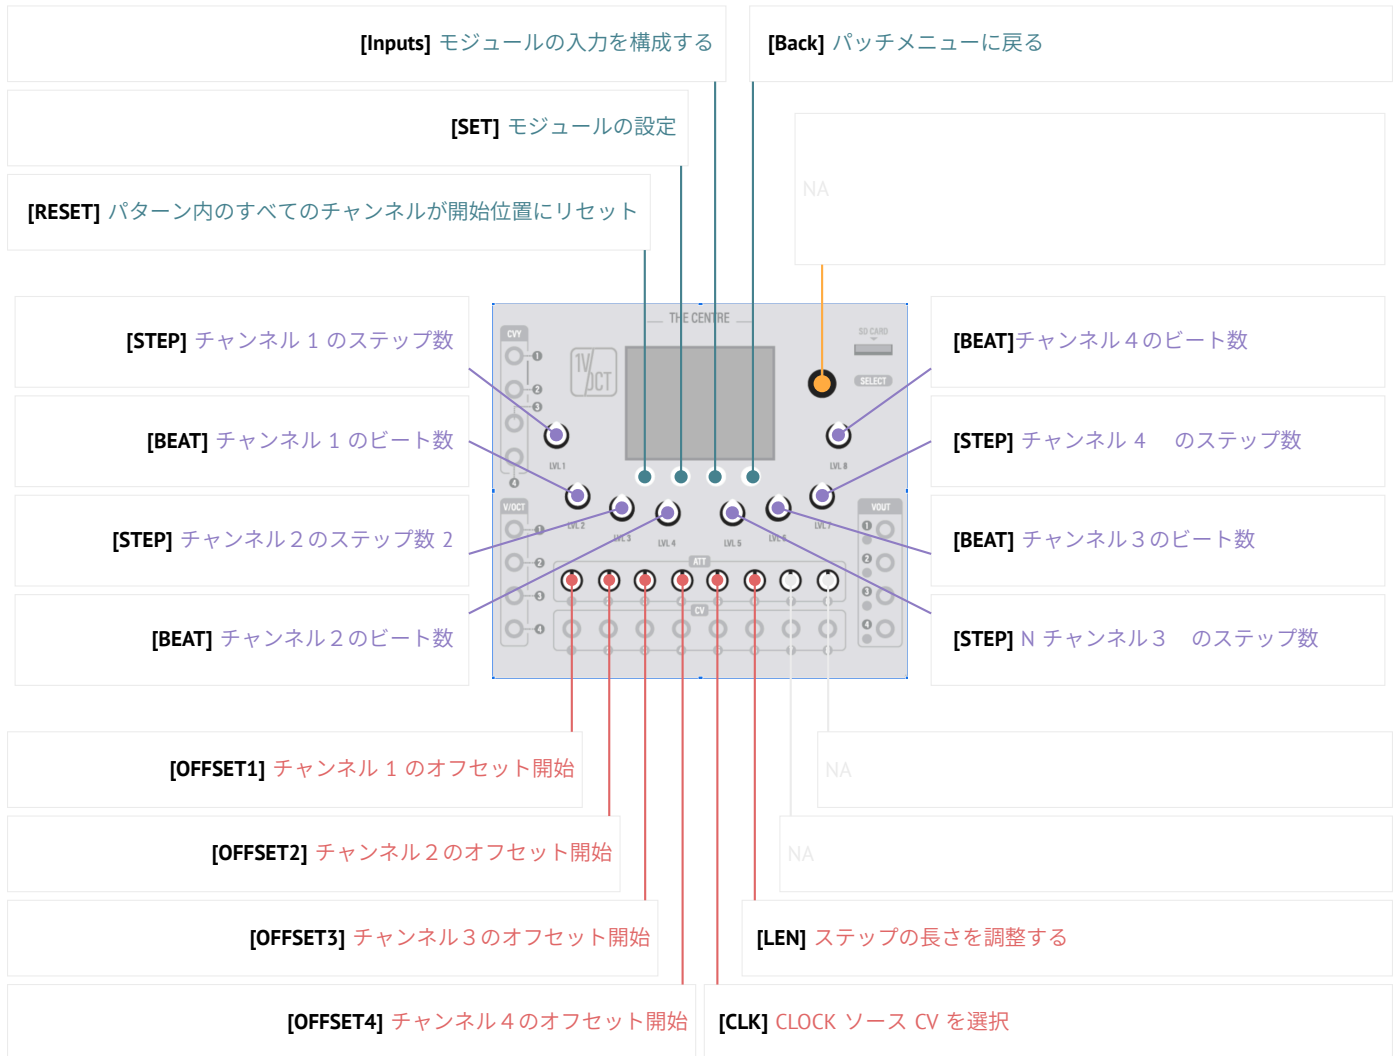 [Inputs] モジュールの入力を構成する
[Back] パッチメニューに戻る
[SET] モジュールの設定
NA
[RESET] パターン内のすべてのチャンネルが開始位置にリセット
[STEP] チャンネル 1 のステップ数
[BEAT] チャンネル 1 のビート数
[STEP] チャンネル２のステップ数 2
[BEAT] チャンネル２のビート数
THE CENTRE
CVY
1V/OCT
SD CARD
SELECT
1
2
3
4
LVL 1
LVL 8
LVL 2
LVL 3
LVL 4
LVL 5
LVL 6
LVL 7
V/OCT
1
2
3
4
VOUT
1
2
3
4
ATT
CV
[BEAT]チャンネル４のビート数
[STEP] チャンネル 4　のステップ数
[BEAT] チャンネル３のビート数
[STEP] N チャンネル３　のステップ数
[OFFSET1] チャンネル 1 のオフセット開始
NA
[OFFSET2] チャンネル２のオフセット開始
NA
[OFFSET3] チャンネル３のオフセット開始
[LEN] ステップの長さを調整する
[OFFSET4] チャンネル４のオフセット開始
[CLK] CLOCK ソース CV を選択